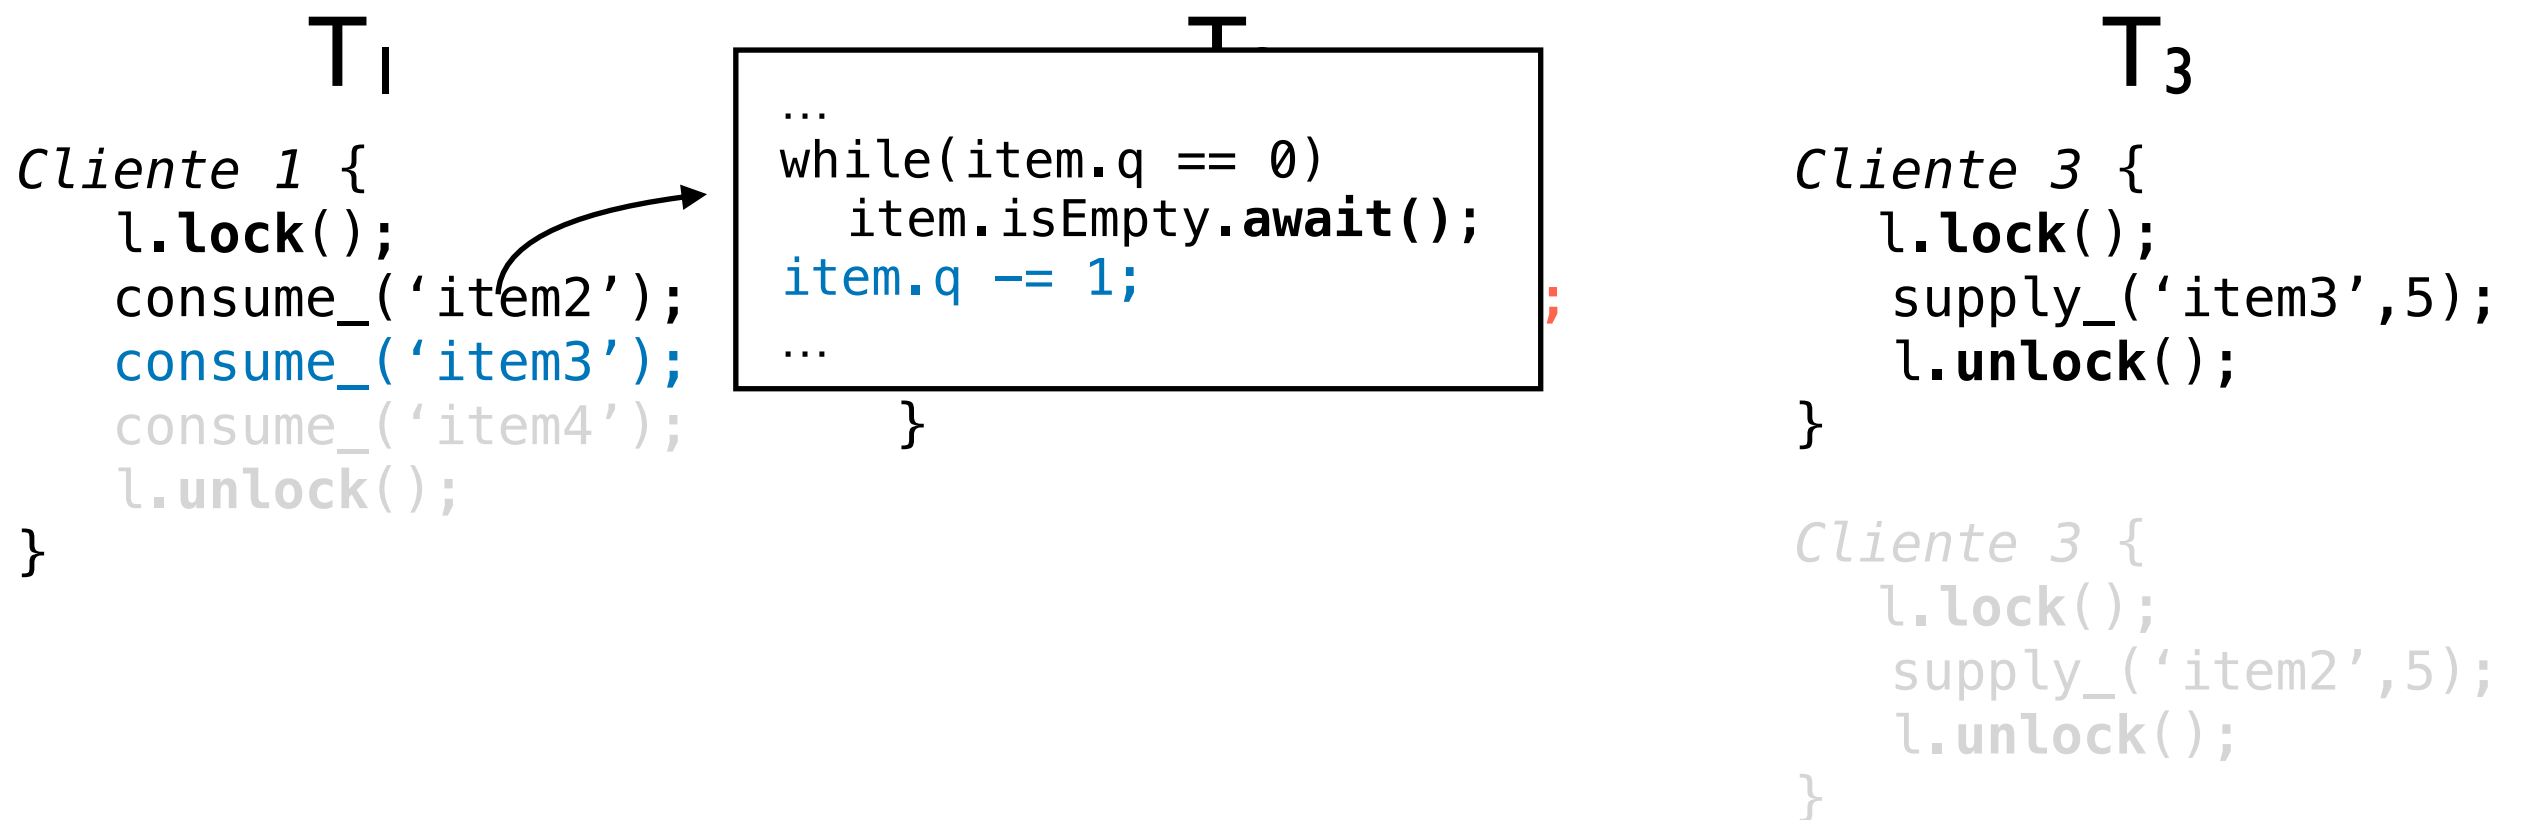 T1
Cliente 1 {
l.lock();
consume_(‘item2’);
consume_(‘item3’);
consume_(‘item4’);
l.unlock();
}
T
…
while(item.q == 0)
item.isEmpty.await();
item.q -= 1;
…
;
}
T3
Cliente 3 {
l.lock();
supply_(‘item3’,5);
l.unlock();
}
Cliente 3 {
l.lock();
supply_(‘item2’,5);
l.unlock();
}